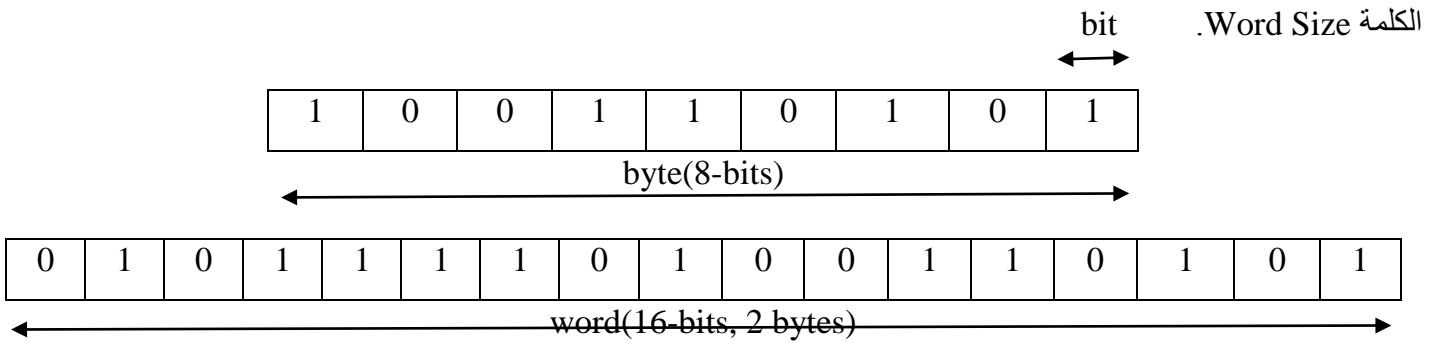 الكلمة Word Size.
bit
1 0 0 1 1 0 1 0 1
byte(8-bits)
0 1 0 1 1 1 1 0 1 0 0 1 1 0 1 0 1
word(16-bits, 2 bytes)